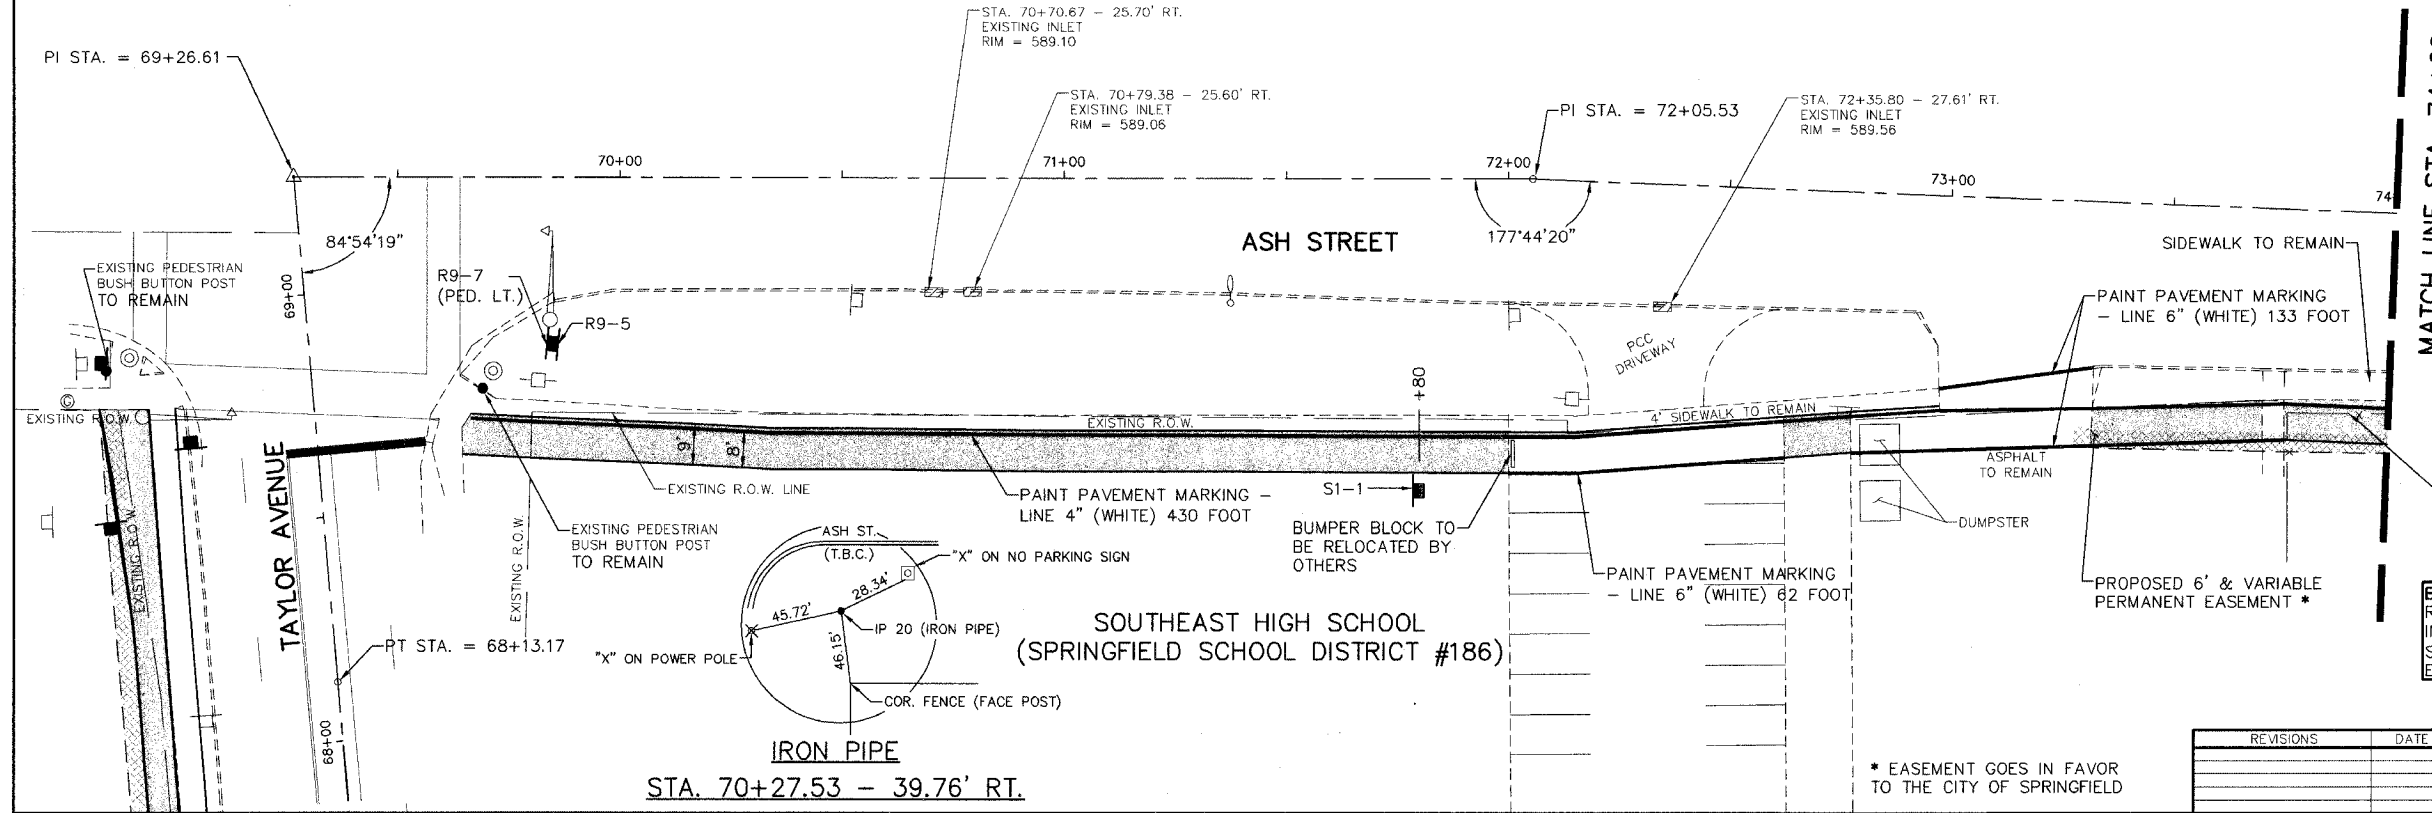 STA. 70+70.67 - 25.70' RT.
EXISTING INLET
RIM = 589.10
PI STA. = 69+26.61
STA. 70+79.38 - 25.60' RT.
EXISTING INLET
RIM = 589.06
PI STA. = 72+05.53
STA. 72+35.80 - 27.61' RT.
EXISTING INLET
RIM = 589.56
70+00
71+00
72+00
73+00
74
84°54'19"
ASH STREET
177°44'20"
SIDEWALK TO REMAIN
MATCH LINE STA.
EXISTING PEDESTRIAN
BUSH BUTTON POST
TO REMAIN
69+00
R9-7
(PED. LT.)
R9-5
PCC
DRIVEWAY
PAINT PAVEMENT MARKING
- LINE 6" (WHITE) 133 FOOT
+80
G
EXISTING R.O.W.
EXISTING R.O.W.
4' SIDEWALK TO REMAIN
9'
8'
TAYLOR AVENUE
EXISTING R.O.W. LINE
PAINT PAVEMENT MARKING -
LINE 4" (WHITE) 430 FOOT
S1-1
ASPHALT
TO REMAIN
DUMPSTER
EXISTING R.O.W.
EXISTING R.O.W.
EXISTING PEDESTRIAN
BUSH BUTTON POST
TO REMAIN
ASH ST.
(T.B.C.)
"X" ON NO PARKING SIGN
28.34'
45.72'
IP 20 (IRON PIPE)
46.15'
"X" ON POWER POLE
COR. FENCE (FACE POST)
BUMPER BLOCK TO
BE RELOCATED BY
OTHERS
PAINT PAVEMENT MARKING
- LINE 6" (WHITE) 62 FOOT
PROPOSED 6' & VARIABLE
PERMANENT EASEMENT *
SOUTHEAST HIGH SCHOOL
(SPRINGFIELD SCHOOL DISTRICT #186)
PT STA. = 68+13.17
68+00
IRON PIPE
STA. 70+27.53 - 39.76' RT.
* EASEMENT GOES IN FAVOR
TO THE CITY OF SPRINGFIELD
REVISIONS
DATE